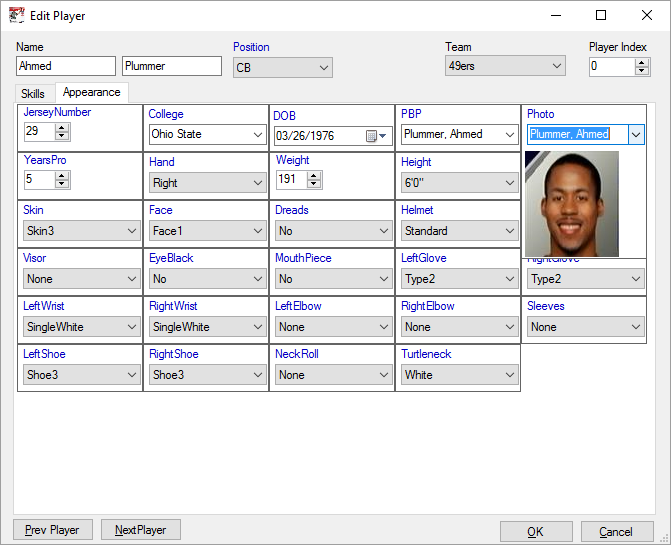 Edit Player
Name Position Team Player Index
Ahmed Plummer CB 49ers 0
Skills Appearance
JerseyNumber College DOB PBP Photo
29 Ohio State 03/26/1976 Plummer, Ahmed Plummer, Ahmed
YearsPro Hand Weight Height
5 Right 191 6'0"
Skin Face Dreads Helmet
Skin3 Face1 No Standard
Visor EyeBlack MouthPiece LeftGlove RightGlove
None No No Type2 Type2
LeftWrist RightWrist LeftElbow RightElbow Sleeves
SingleWhite SingleWhite None None None
LeftShoe RightShoe NeckRoll Turtleneck
Shoe3 Shoe3 None White
Prev Player NextPlayer OK Cancel